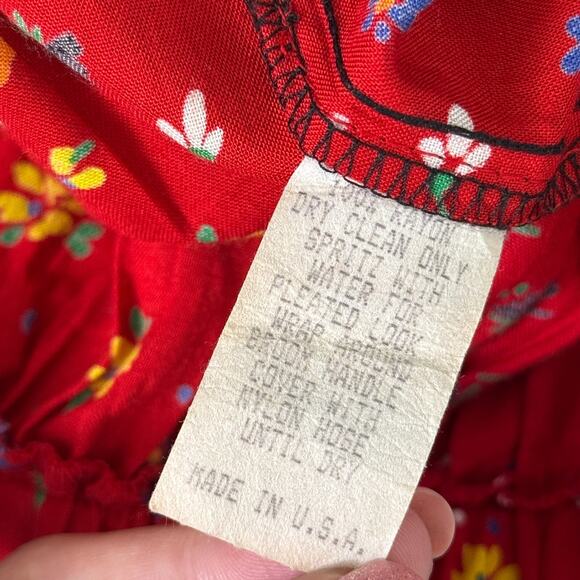 RAYON
DRY CLEAN ONLY
SPRITZ WITH
WATER FOR
PLEATED LOOK
WRAP AROUND
BROOM HANDLE
COVER WITH
NYLON HOSE
UNTIL DRY
MADE IN U.S.A.